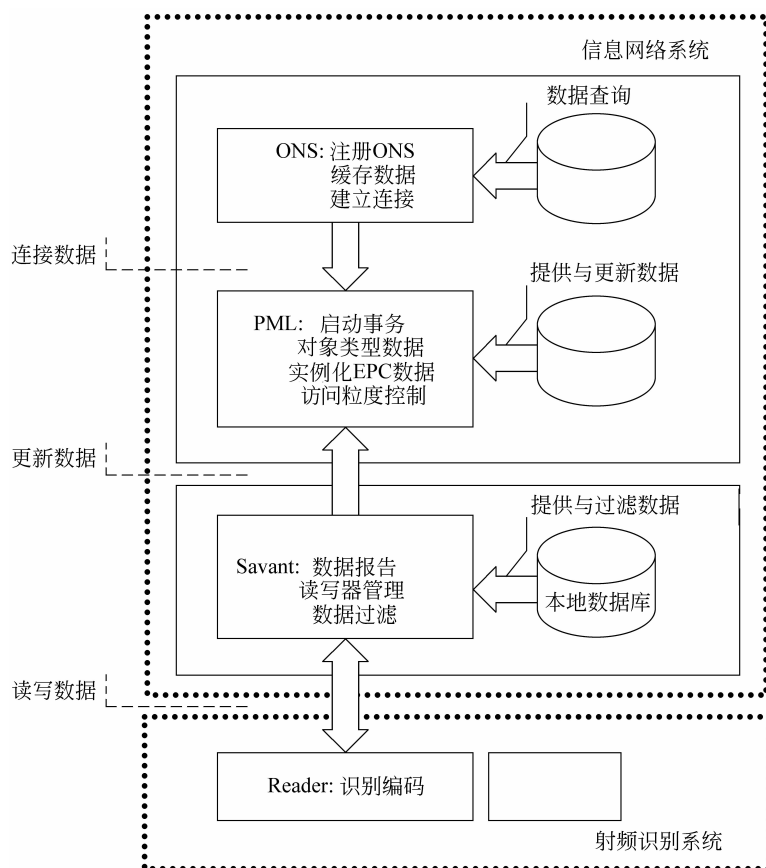 信息网络系统
数据查询
ONS: 注册ONS
缓存数据
建立连接
连接数据
提供与更新数据
PML: 启动事务
对象类型数据
实例化EPC数据
访问粒度控制
更新数据
提供与过滤数据
Savant: 数据报告
读写器管理
数据过滤
本地数据库
读写数据
Reader: 识别编码
射频识别系统